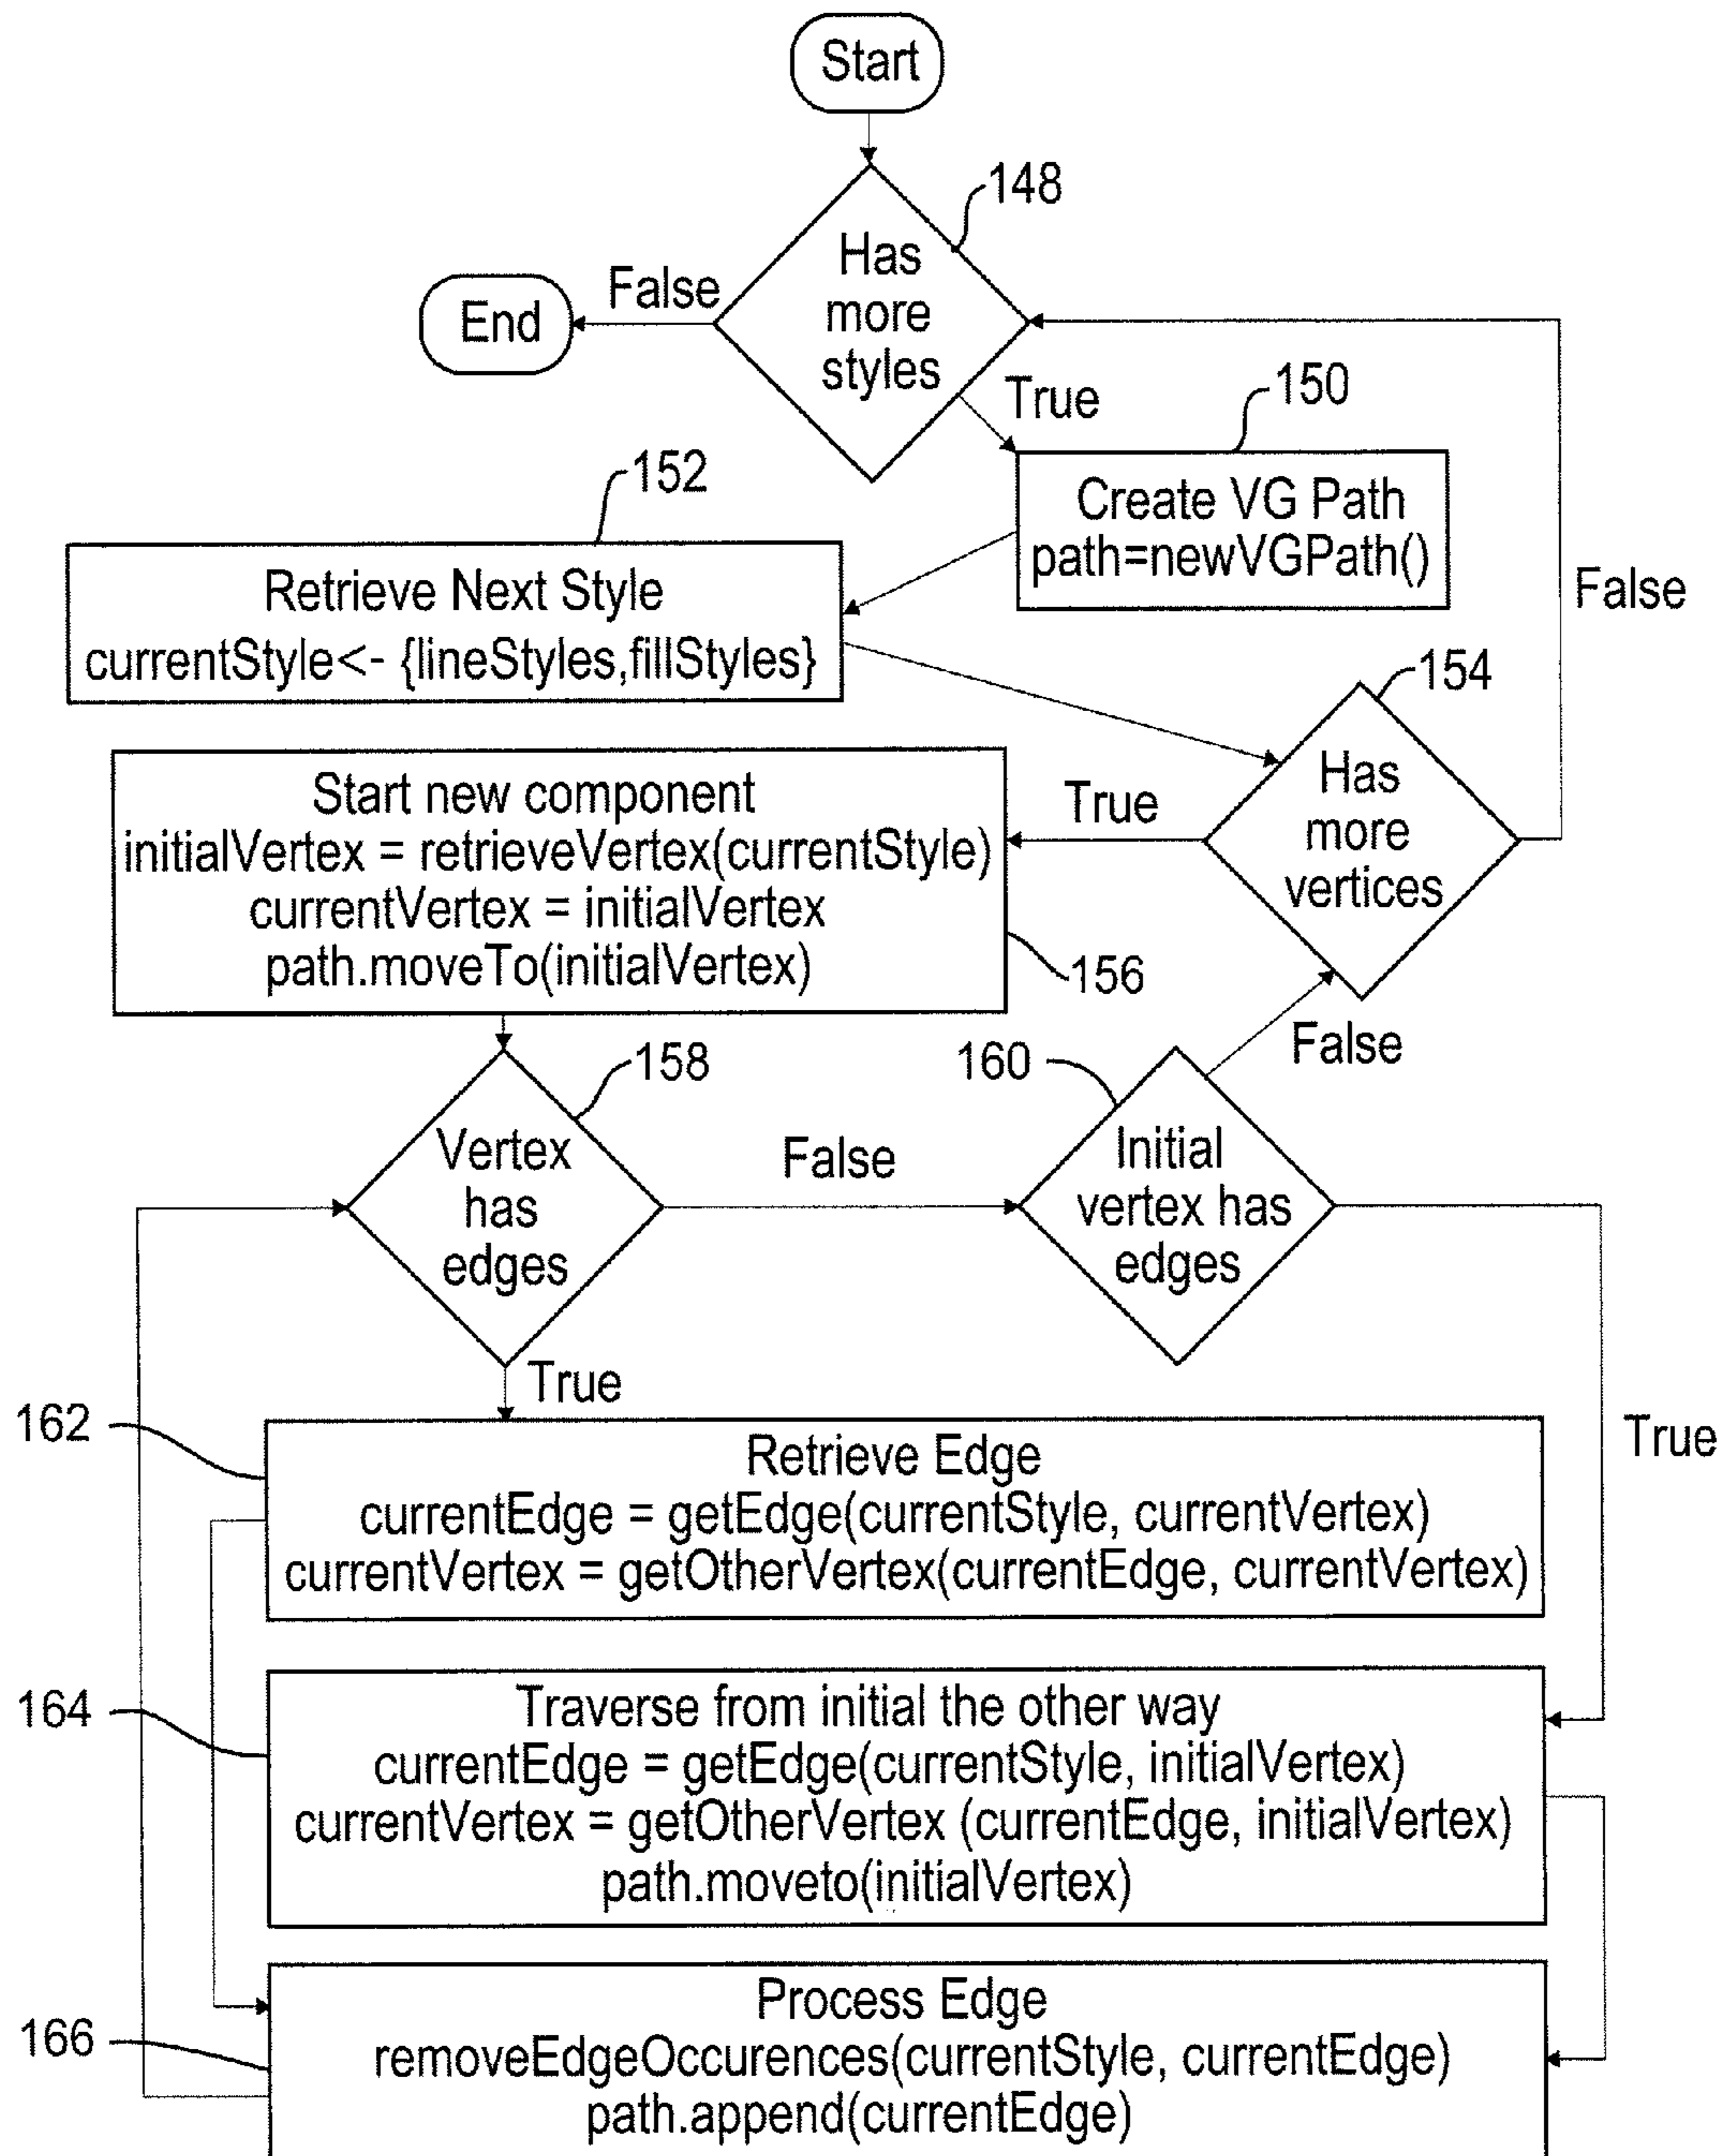 Start
148
Has
more
styles
False
End
True
150
Create VG Path
path=newVGPath()
152
Retrieve Next Style
currentStyle<- {lineStyles,fillStyles}
False
154
Has
more
vertices
True
Start new component
initialVertex = retrieveVertex(currentStyle)
currentVertex = initialVertex
path.moveTo(initialVertex)
156
False
158
Vertex
has
edges
False
160
Initial
vertex has
edges
True
True
162
Retrieve Edge
currentEdge = getEdge(currentStyle, currentVertex)
currentVertex = getOtherVertex(currentEdge, currentVertex)
164
Traverse from initial the other way
currentEdge = getEdge(currentStyle, initialVertex)
currentVertex = getOtherVertex (currentEdge, initialVertex)
path.moveto(initialVertex)
166
Process Edge
removeEdgeOccurences(currentStyle, currentEdge)
path.append(currentEdge)